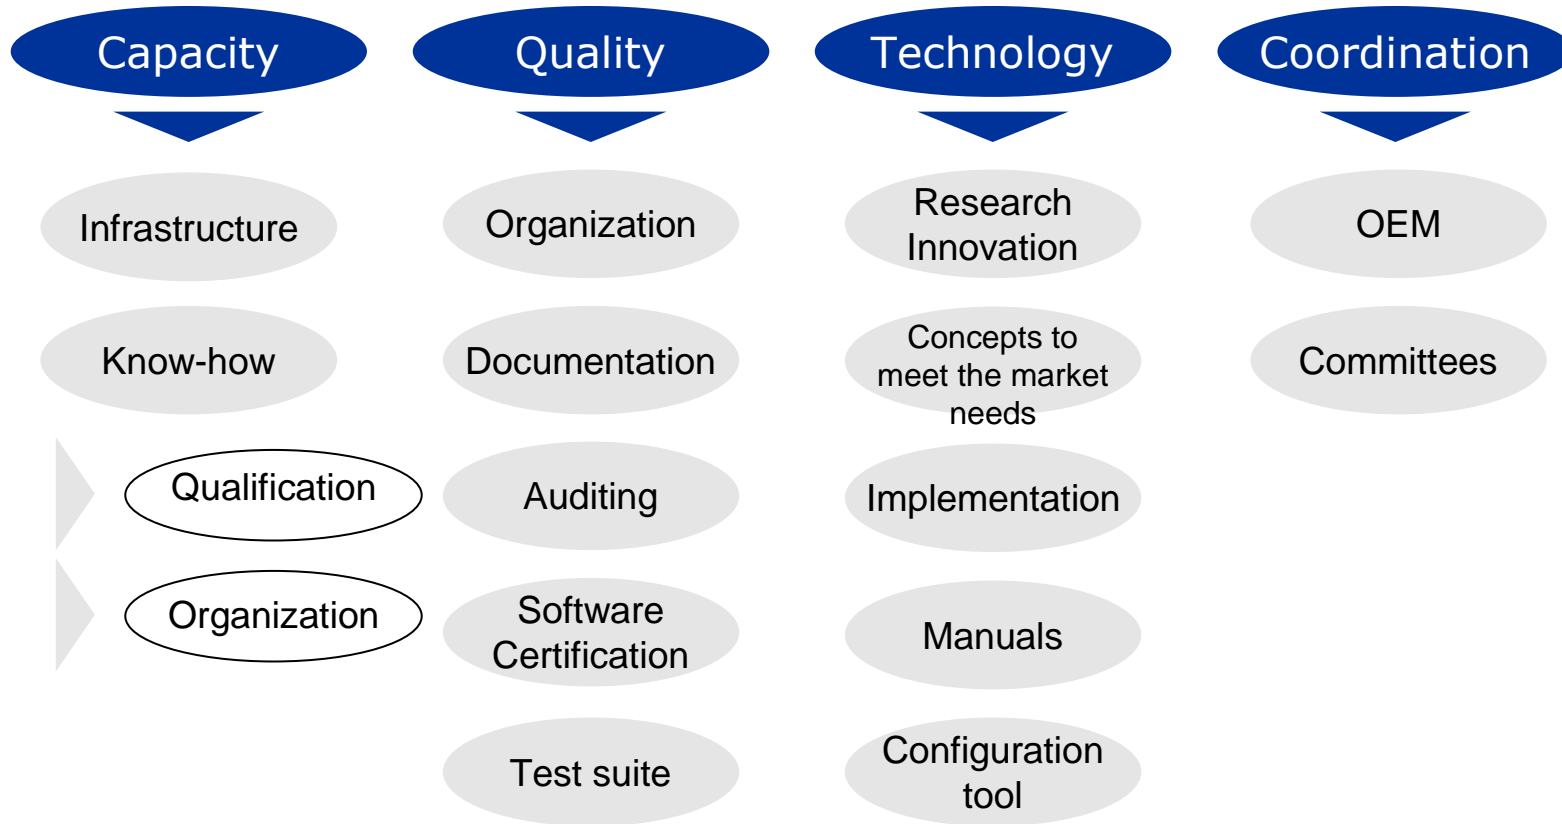 Capacity
Quality
Technology
Coordination
Infrastructure
Know-how
Qualification
Organization
Organization
Documentation
Auditing
Software
Certification
Test suite
Research
Innovation
Concepts to
meet the market
needs
Implementation
Manuals
Configuration
tool
OEM
Committees